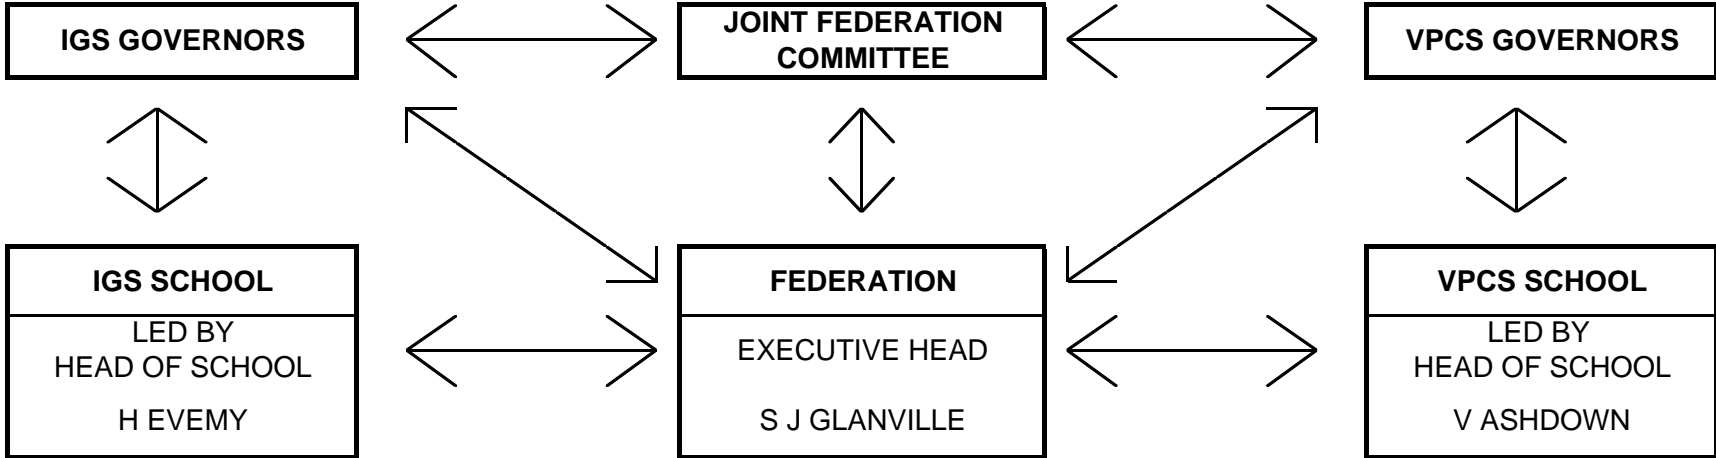 IGS GOVERNORS
JOINT FEDERATION
COMMITTEE
VPCS GOVERNORS
IGS SCHOOL
LED BY
HEAD OF SCHOOL
H EVEMY
FEDERATION
EXECUTIVE HEAD
S J GLANVILLE
VPCS SCHOOL
LED BY
HEAD OF SCHOOL
V ASHDOWN